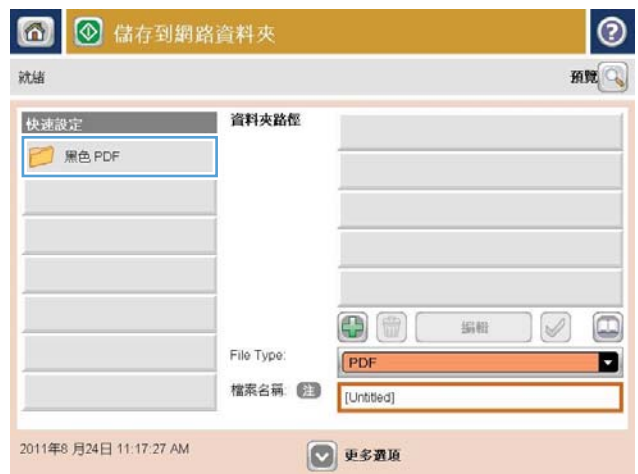 儲存到網路資料夾
就緒
預覽
快速設定
資料夾路徑
黑色 PDF
編輯
File Type:
PDF
檔案名稱: 注
[Untitled]
2011年8 月24日 11:17:27 AM
更多選項